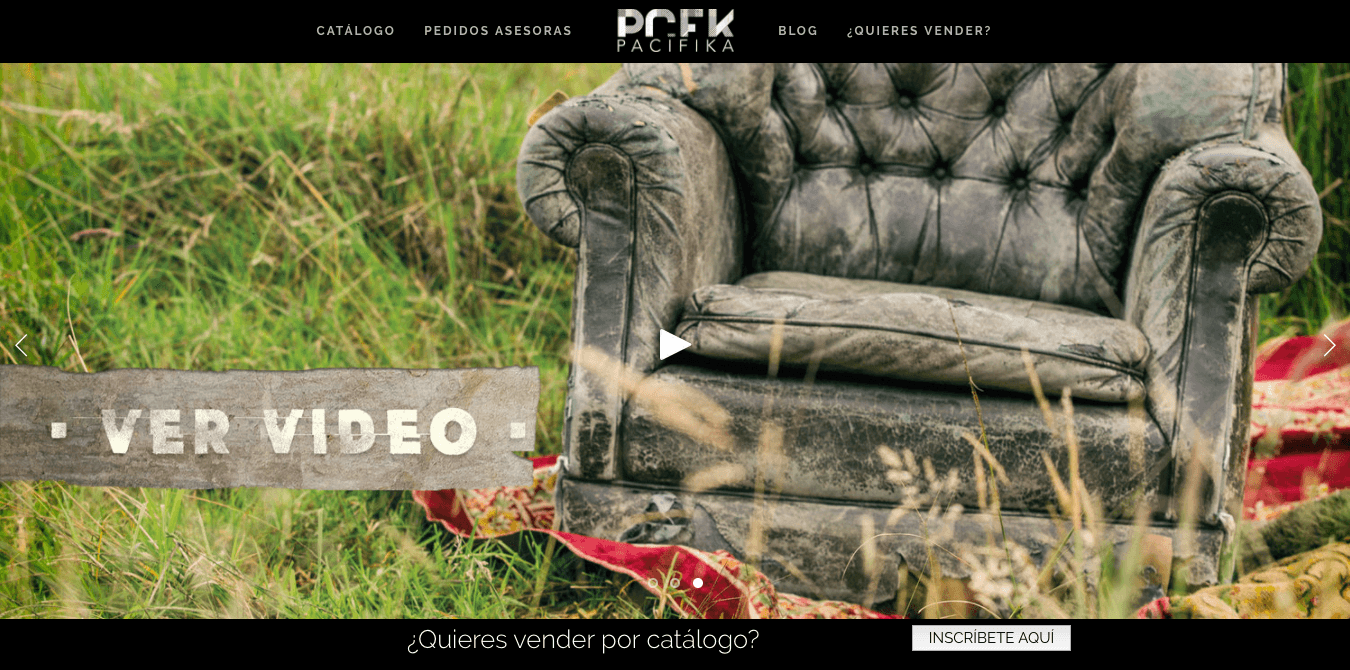 CATÁLOGO
PEDIDOS ASESORAS
PCFK
PACIFIKA
BLOG
¿QUIERES VENDER?
VER VIDEO
¿Quieres vender por catálogo?
INSCRÍBETE AQUÍ